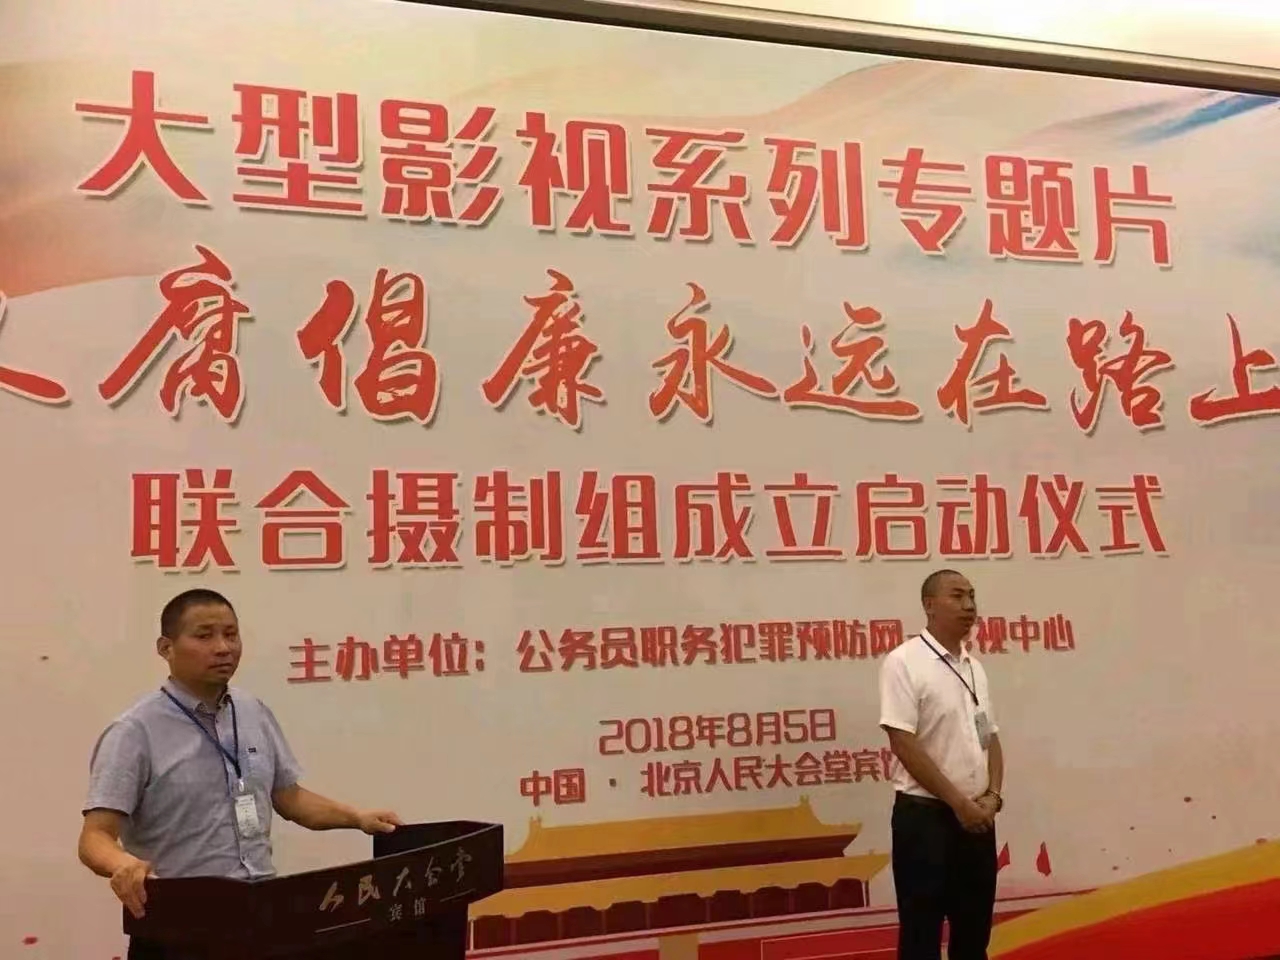 大型影视系列专题片
腐倡廉永远在路上
联合摄制组成立启动仪式
主办单位：公务员职务犯罪预防网 视中心
2018年8月5日
中国·北京人民大会堂宾
人民大会堂
宾馆